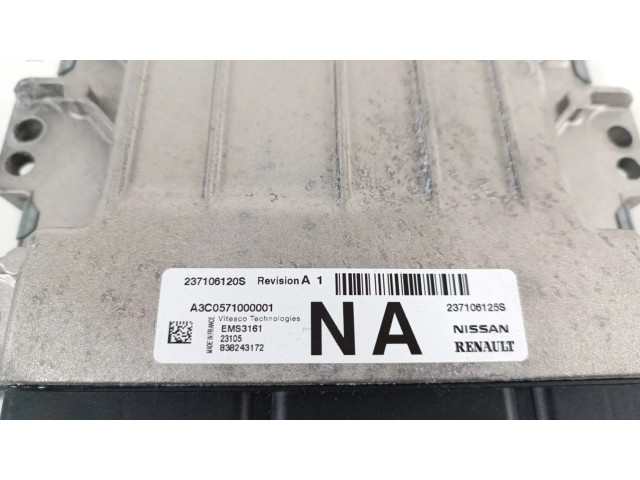 237106120S Revision A 1
A3C0571000001
Vitesco Technologies
EMS3161
23105
838243172
MADE IN FRANCE
NA
237106125S
NISSAN
RENAULT